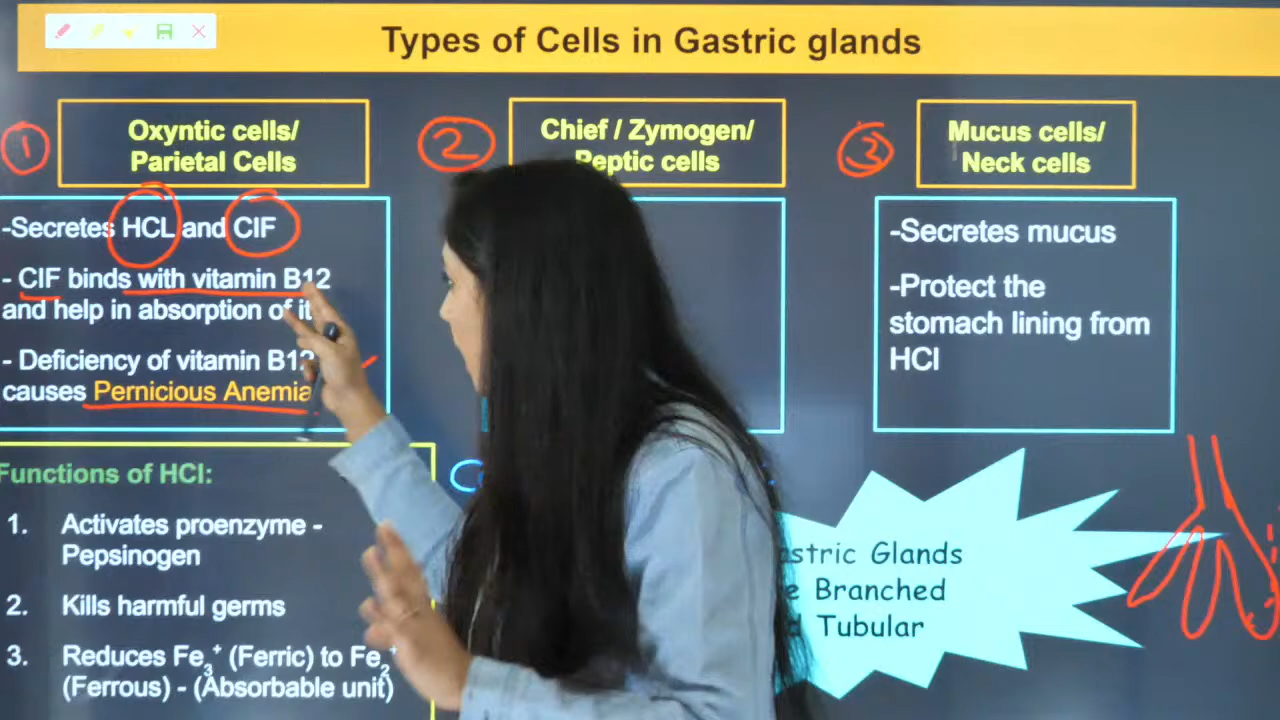 Types of Cells in Gastric glands
1
Oxyntic cells/
Parietal Cells
-Secretes HCL and CIF
- CIF binds with vitamin B12
and help in absorption of it
- Deficiency of vitamin B12
causes Pernicious Anemia
Functions of HCl:
1. Activates proenzyme -
Pepsinogen
2. Kills harmful germs
3. Reduces Fe3+ (Ferric) to Fe2+
(Ferrous) - (Absorbable unit)
2
Chief / Zymogen/
Peptic cells
3
Mucus cells/
Neck cells
-Secretes mucus
-Protect the
stomach lining from
HCl
Glands
Branched
Tubular